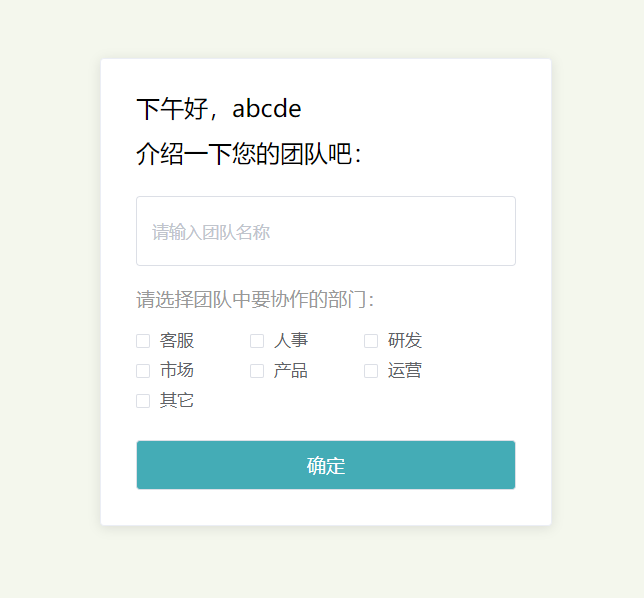 下午好，abcde
介绍一下您的团队吧：
请输入团队名称
请选择团队中要协作的部门：
客服 人事 研发
市场 产品 运营
其它
确定